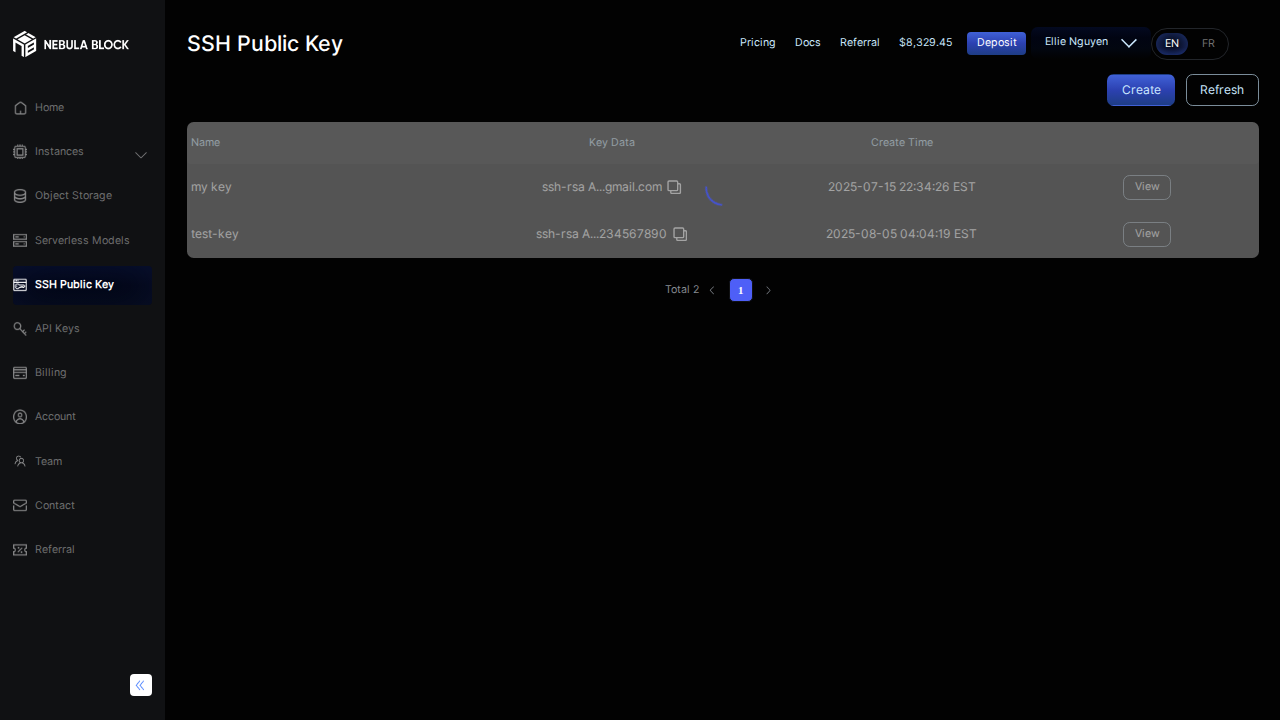 NEBULA BLOCK
SSH Public Key
Pricing Docs Referral $8,329.45 Deposit Ellie Nguyen EN FR
Create Refresh
Home
Instances
Object Storage
Serverless Models
SSH Public Key
API Keys
Billing
Account
Team
Contact
Referral
Name Key Data Create Time
my key ssh-rsa A...gmail.com 2025-07-15 22:34:26 EST View
test-key ssh-rsa A...234567890 2025-08-05 04:04:19 EST View
Total 2 1